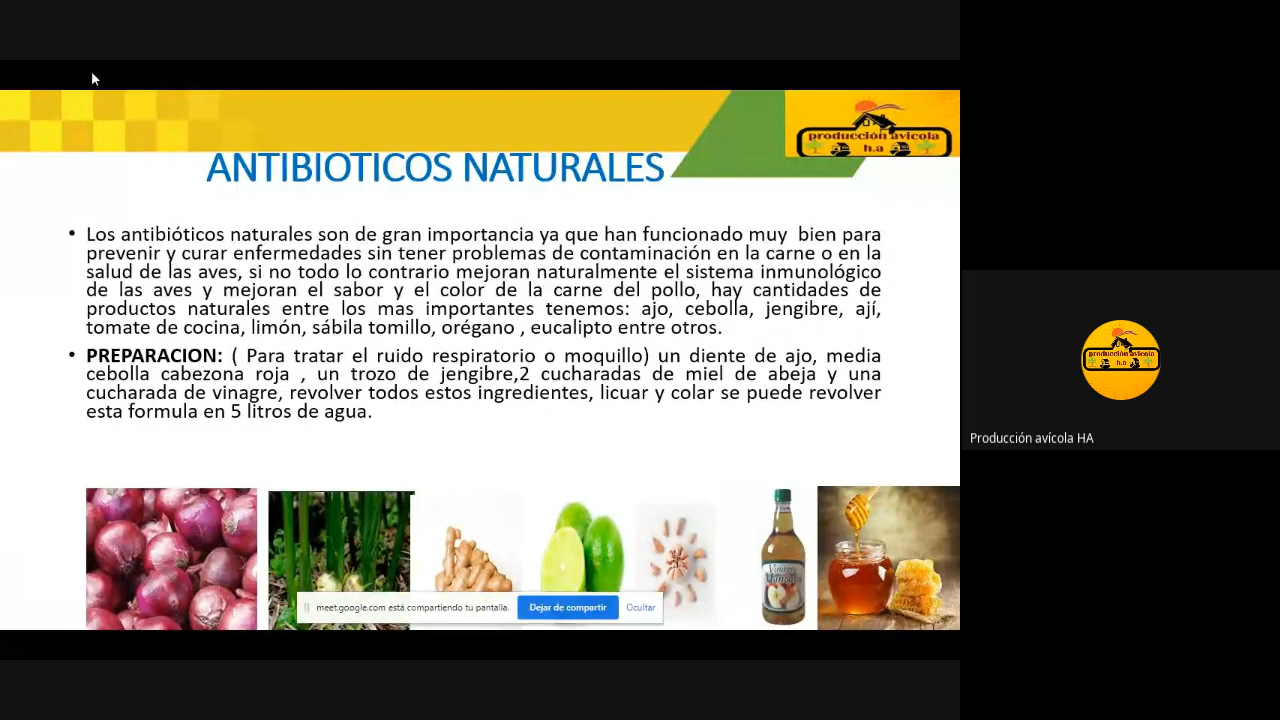 producción avicola
h.a
ANTIBIOTICOS NATURALES
• Los antibióticos naturales son de gran importancia ya que han funcionado muy bien para
prevenir y curar enfermedades sin tener problemas de contaminación en la carne o en la
salud de las aves, si no todo lo contrario mejoran naturalmente el sistema inmunológico
de las aves y mejoran el sabor y el color de la carne del pollo, hay cantidades de
productos naturales entre los mas importantes tenemos: ajo, cebolla, jengibre, ají,
tomate de cocina, limón, sábila tomillo, orégano , eucalipto entre otros.
• PREPARACION: ( Para tratar el ruido respiratorio o moquillo) un diente de ajo, media
cebolla cabezona roja , un trozo de jengibre,2 cucharadas de miel de abeja y una
cucharada de vinagre, revolver todos estos ingredientes, licuar y colar se puede revolver
esta formula en 5 litros de agua.
Vinagre
meet.google.com está compartiendo tu pantalla.
Dejar de compartir
Ocultar
producción avicola
h.a
Producción avícola HA